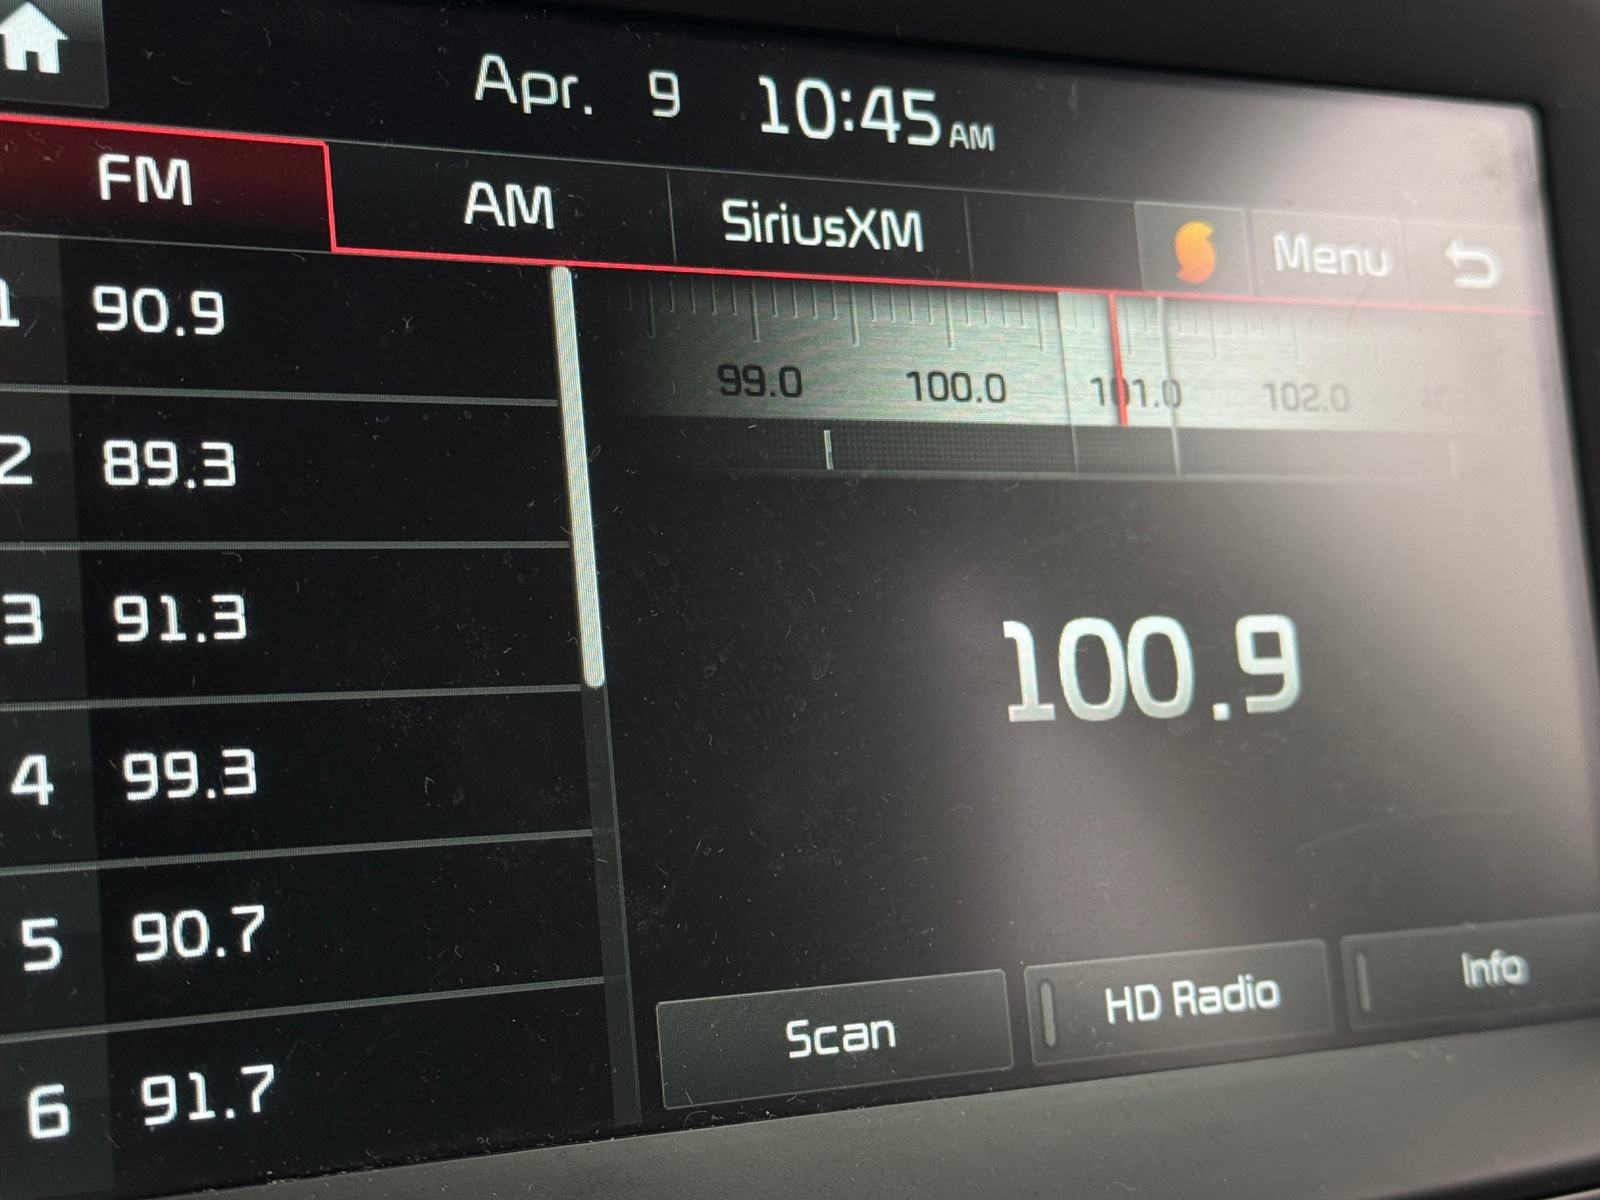 Apr. 9 10:45 AM
FM AM SiriusXM Menu
1 90.9
2 89.3
3 91.3
4 99.3
5 90.7
6 91.7
99.0 100.0 101.0 102.0
100.9
Scan HD Radio Info